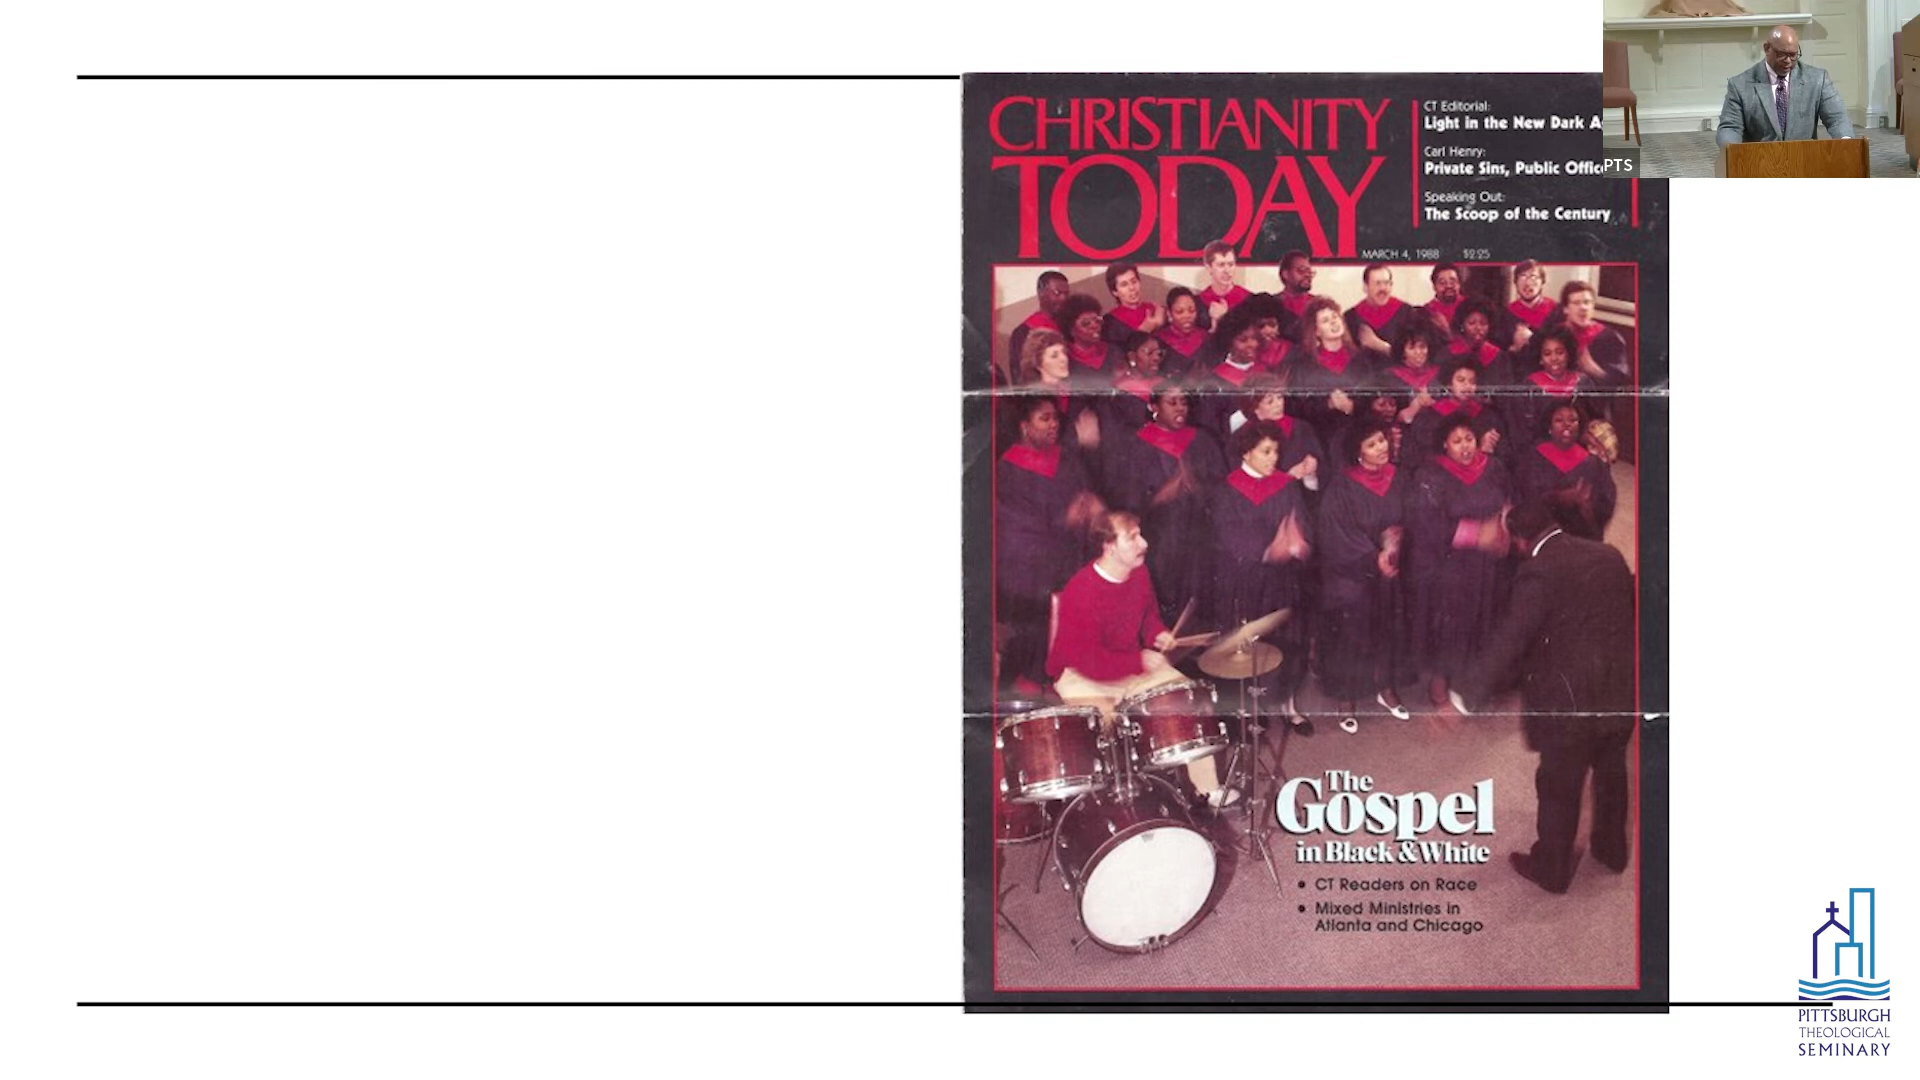 CHRISTIANITY
TODAY
CT Editorial:
Light in the New Dark A
Carl Henry:
Private Sins, Public Offic
Speaking Out:
The Scoop of the Century
MARCH 4, 1988 $2.25
The
Gospel
in Black & White
• CT Readers on Race
• Mixed Ministries in
Atlanta and Chicago
PTS
PITTSBURGH
THEOLOGICAL
SEMINARY